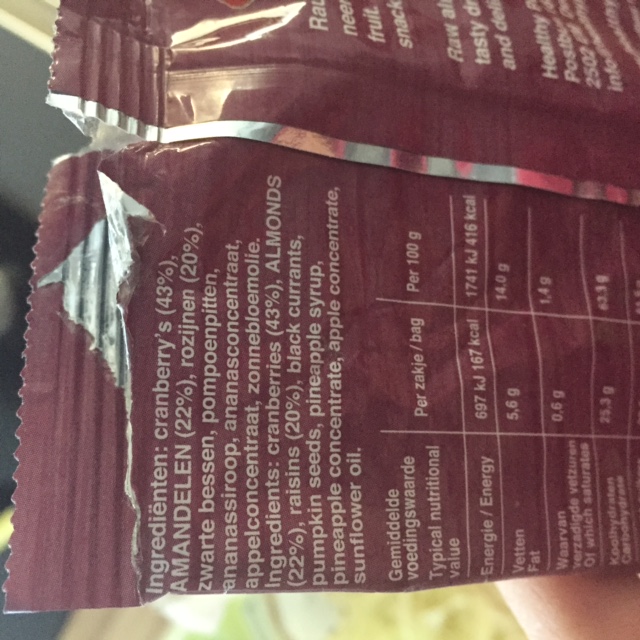 Ingrediënten: cranberry's (43%),
AMANDELEN (22%), rozijnen (20%),
zwarte bessen, pompoenpitten,
ananassiroop, ananasconcentraat,
appelconcentraat, zonnebloemolie.
Ingredients: cranberries (43%), ALMONDS
(22%), raisins (20%), black currants,
pumpkin seeds, pineapple syrup,
pineapple concentrate, apple concentrate,
sunflower oil.
Gemiddelde
voedingswaarde
Typical nutritional
value
Per zakje / bag
Per 100 g
Energie / Energy
697 kJ 167 kcal
1741 kJ 416 kcal
Vetten
Fat
5.6 g
14.0 g
Waarvan
verzadigde vetzuren
Of which saturates
0.6 g
Koolhydraten
Carbohydrates
25.3 g
63.1 g
fruit.
snack
tasty
and
Healthy